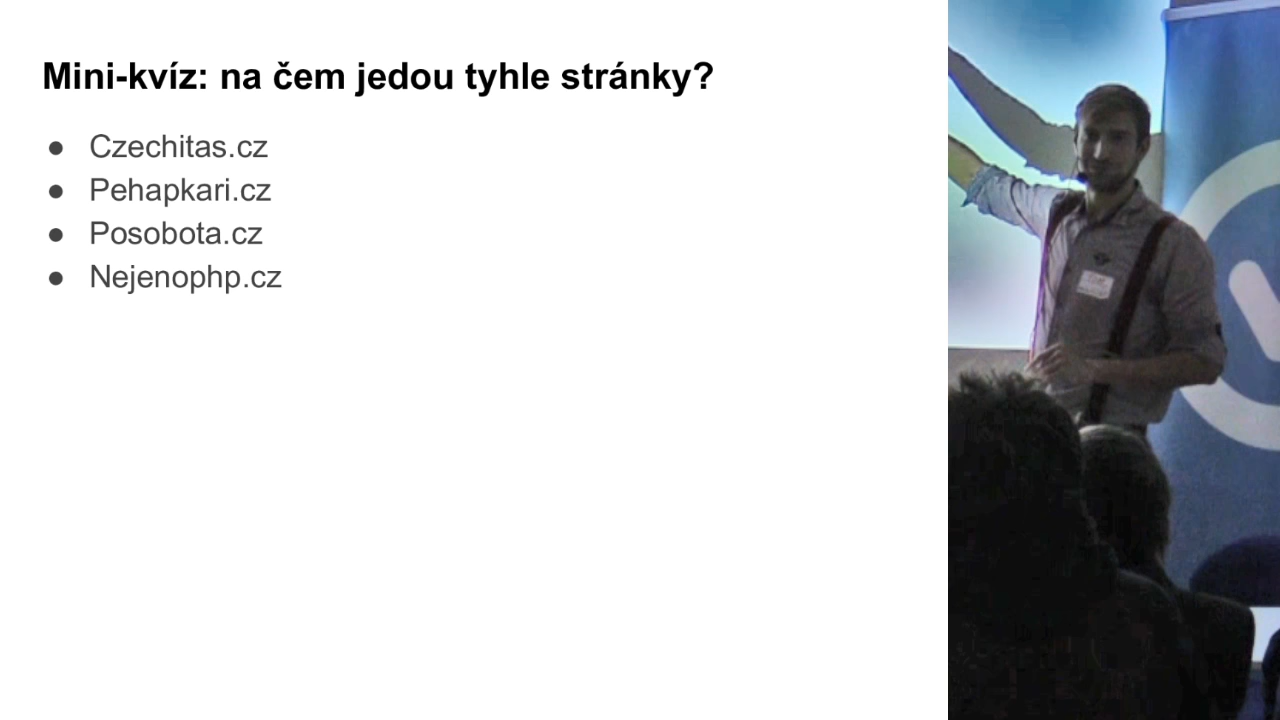 Mini-kvíz: na čem jedou tyhle stránky?
● Czechitas.cz
● Pehapkari.cz
● Posobota.cz
● Nejenophp.cz